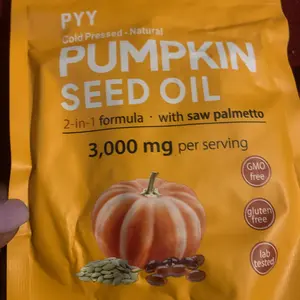 PYY
Cold Pressed - Natural
PUMPKIN
SEED OIL
2-in-1 formula · with saw palmetto
3,000 mg per serving
GMO
free
gluten
free
lab
tested